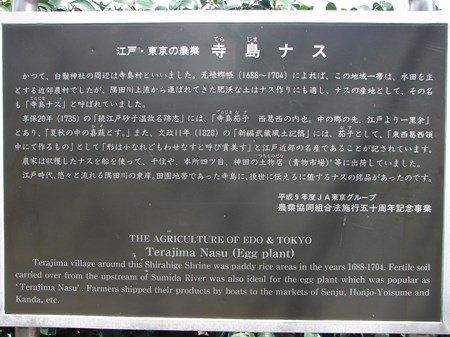 江戸・東京の農業 寺島ナス
てら じま
かつて、白鬚神社の周辺は寺島村といいました。元禄郷帳（1688～1704）によれば、この地域一帯は、水田を主
とする近郊農村でしたが、隅田川上流から運ばれてきた肥沃な土はナス作りにも適し、ナスの産地として、その名
も「寺島ナス」と呼ばれていました。
享保20年（1735）の「続江戸砂子温故名跡志」には、「寺島茄子 西葛西の内也。中の郷の先、江戸より一里余」
とあり、「夏秋の中の嘉蔬とす。」また、文政11年（1828）の「新編武蔵風土記稿」には、茄子として、「東西葛西領
中にて作るもの」として「形は小なれどもわせなすと呼び賞美す」と江戸近郊の名産であることが記されています。
農家は収穫したナスを船を使って、千住や、本所四ツ目、神田の土物店（青物市場）等に出荷していました。
江戸時代、悠々と流れる隅田川の東岸、田園地帯であった寺島に、後世に伝えるに値するナスの銘品があったのです。
平成9年度JA東京グループ
農業協同組合法施行五十周年記念事業
THE AGRICULTURE OF EDO & TOKYO
Terajima Nasu (Egg plant)
Terajima village around this Shirahige Shrine was paddy rice areas in the years 1688-1704. Fertile soil
carried over from the upstream of Sumida River was also ideal for the egg plant which was popular as
'Terajima Nasu'. Farmers shipped their products by boats to the markets of Senju, Honjo-Yotsume and
Kanda, etc.